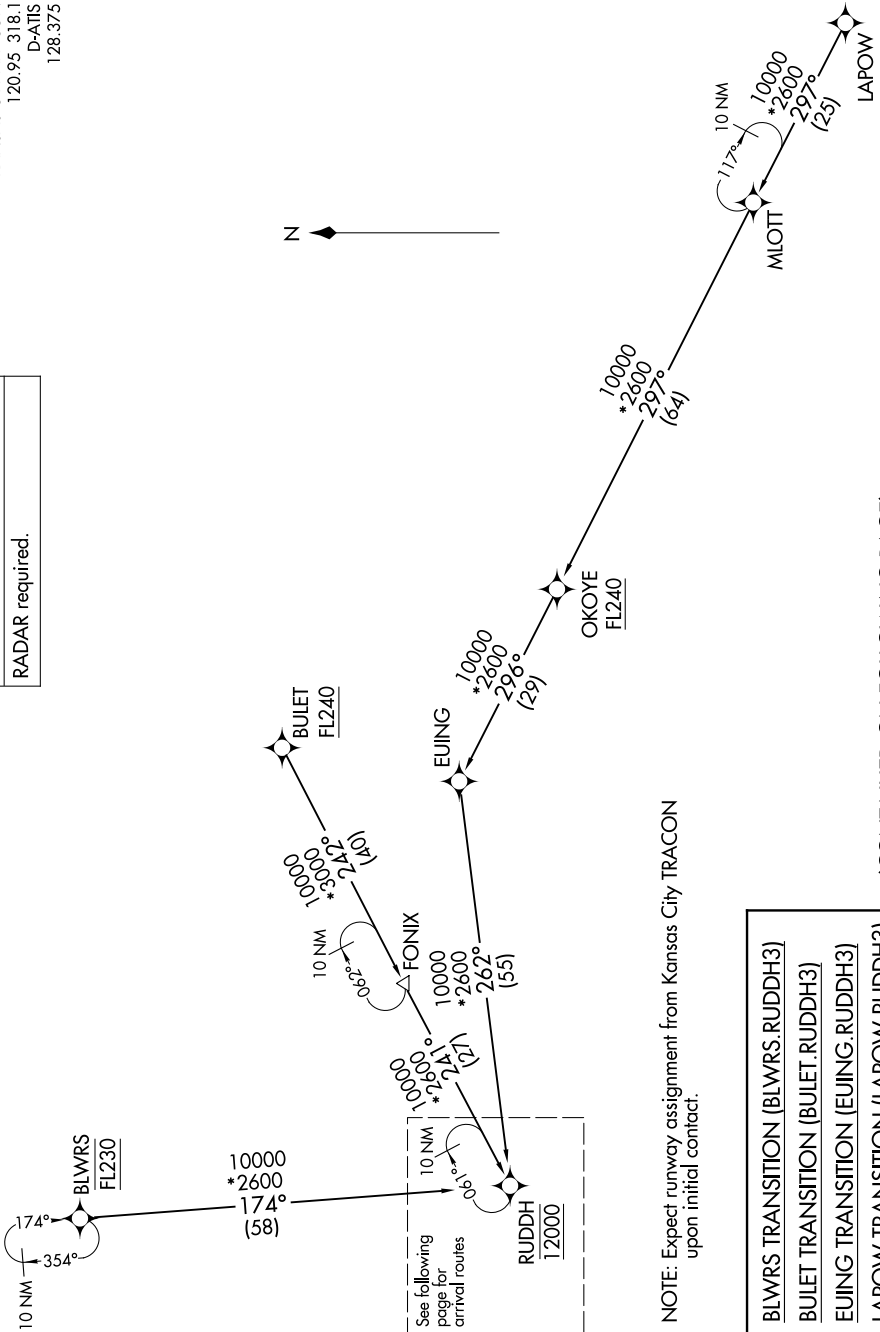 120.95 318.1
D-ATIS
128.375
RADAR required.
N
10 NM
174°
354°
BLWRS
FL230
10000
*2600
174°
(58)
BULET
FL240
10000
*3000
242°
(40)
10 NM
062°
FONIX
10000
*2600
241°
(27)
See following
page for
arrival routes
10 NM
061°
RUDDH
12000
EUING
10000
*2600
262°
(55)
10000
*2600
296°
(29)
OKOYE
FL240
10000
*2600
297°
(64)
MLOTT
10 NM
117°
10000
*2600
297°
(25)
LAPOW
NOTE: Expect runway assignment from Kansas City TRACON
upon initial contact.
BLWRS TRANSITION (BLWRS.RUDDH3)
BULET TRANSITION (BULET.RUDDH3)
EUING TRANSITION (EUING.RUDDH3)
LAPOW TRANSITION (LAPOW.RUDDH3)